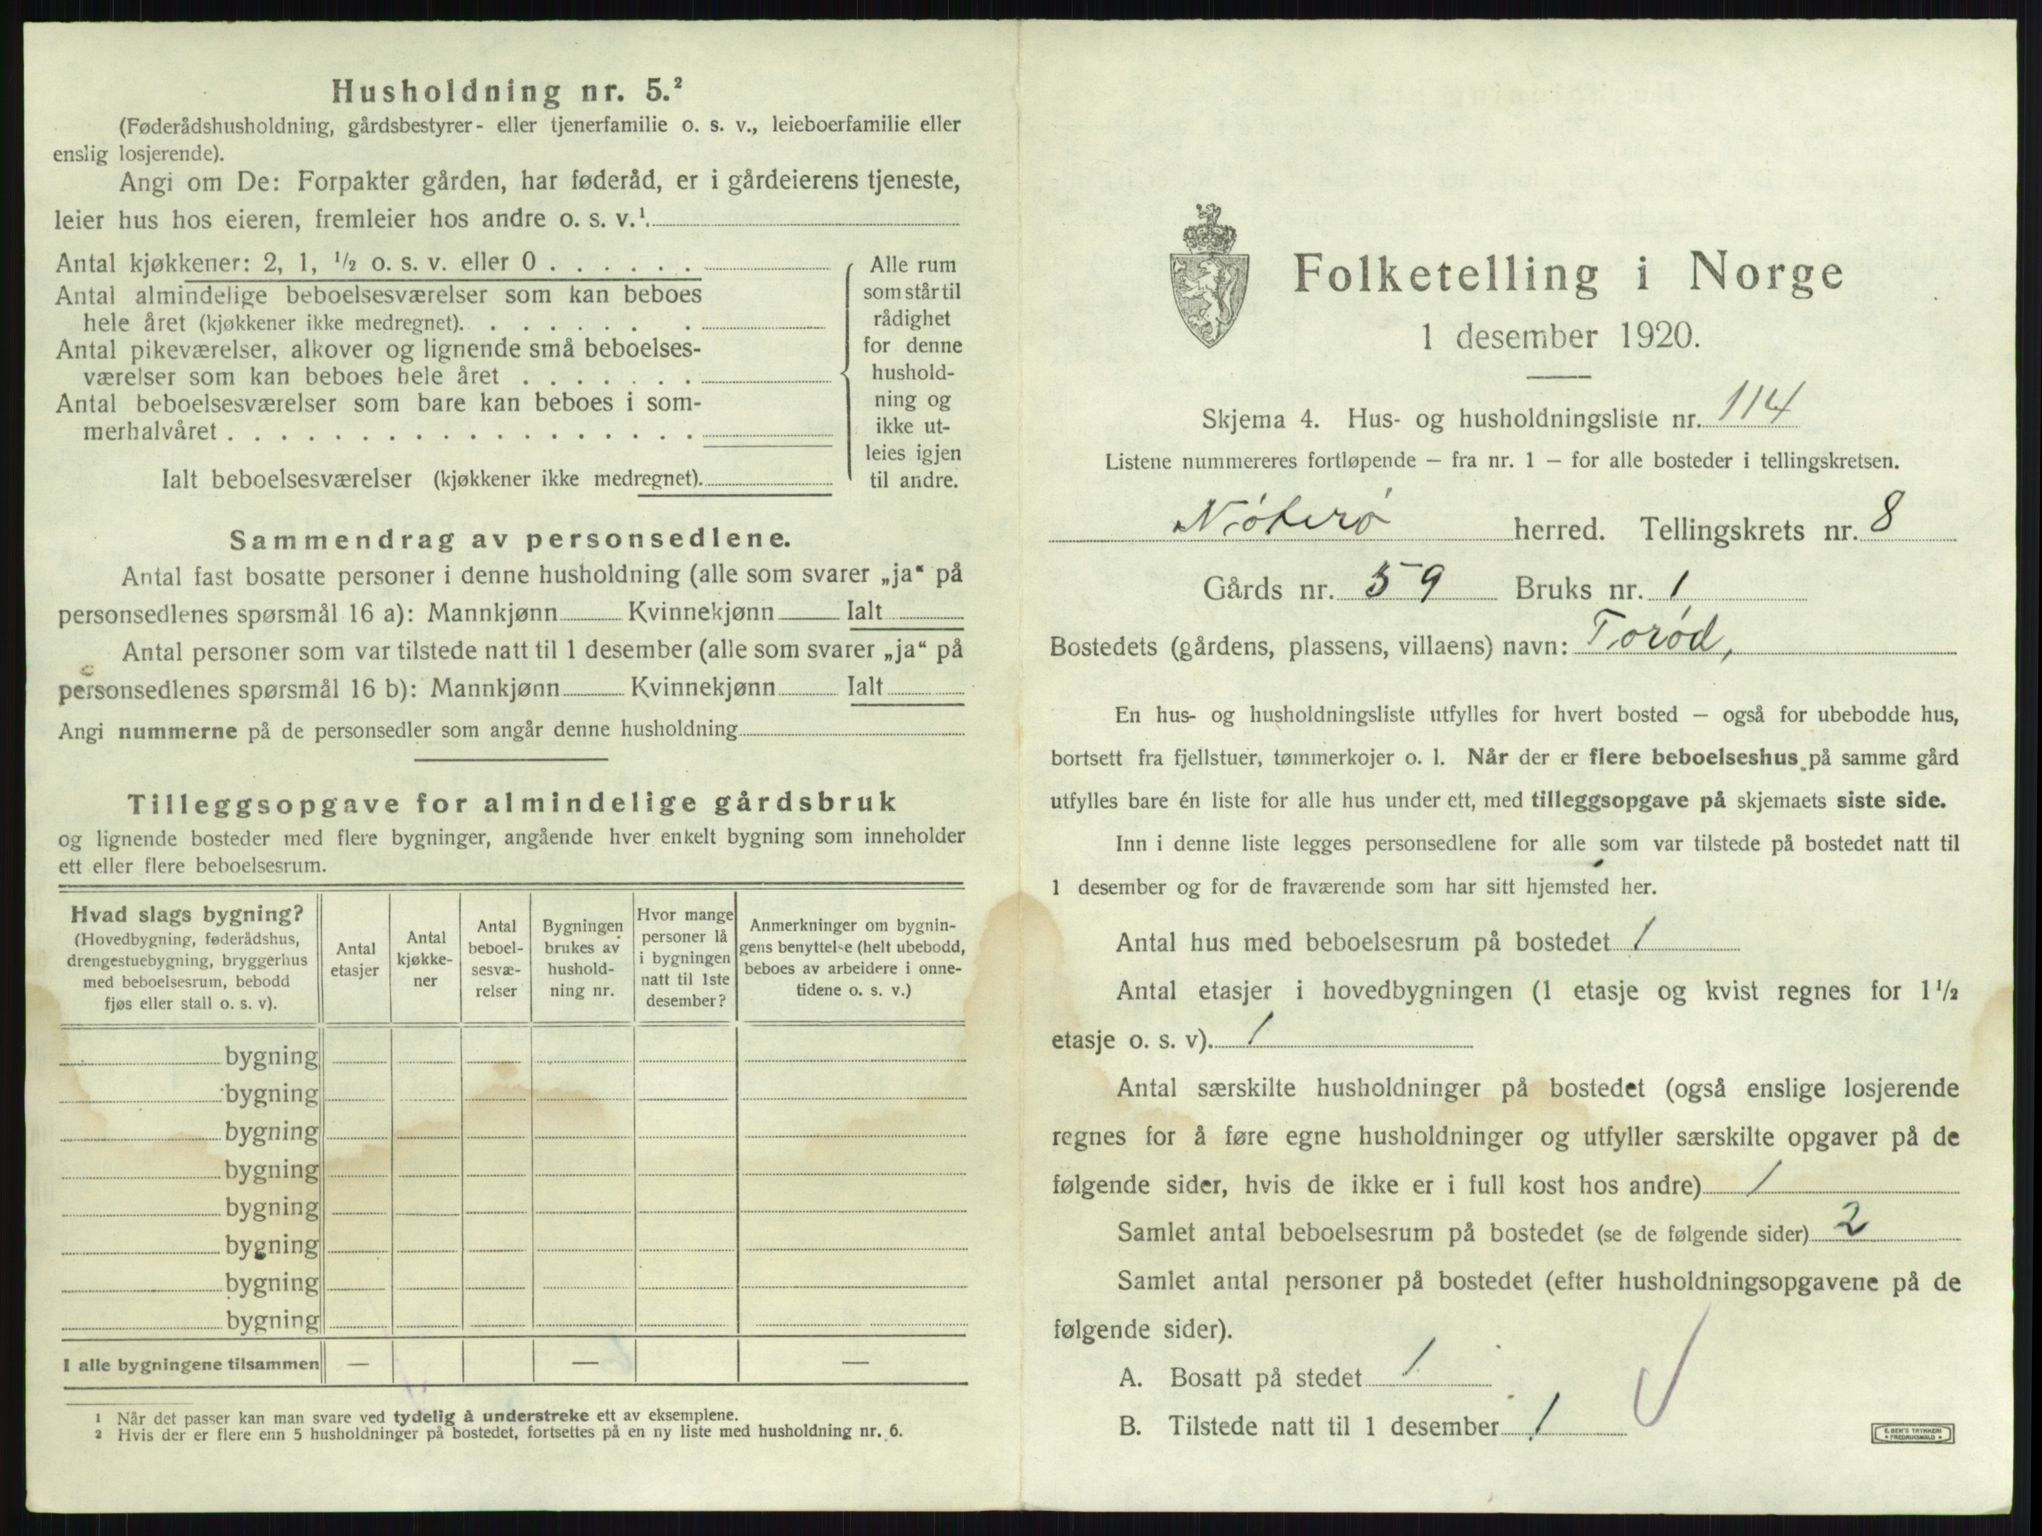 Husholdning nr. 5.²
(Føderådshusholdning, gårdsbestyrer- eller tjenerfamilie o. s. v., leieboerfamilie eller
enslig losjerende).
Angi om De: Forpakter gården, har føderåd, er i gårdeierens tjeneste,
leier hus hos eieren, fremleier hos andre o. s. v.¹
Antal kjøkkener: 2, 1, ½ o. s. v. eller 0 . . . . . .
Antal almindelige beboelsesværelser som kan beboes
hele året (kjøkkener ikke medregnet). . . . . . . .
Antal pikeværelser, alkover og lignende små beboelses-
værelser som kan beboes hele året . . . . . . .
Antal beboelsesværelser som bare kan beboes i som-
merhalvåret . . . . . . . . . . . . . . . . . .
Ialt beboelsesværelser (kjøkkener ikke medregnet).
Alle rum
som står til
rådighet
for denne
hushold-
ning og
ikke ut-
leies igjen
til andre.
Sammendrag av personsedlene.
Antal fast bosatte personer i denne husholdning (alle som svarer „ja“ på
personsedlenes spørsmål 16 a): Mannkjønn Kvinnekjønn Ialt
Antal personer som var tilstede natt til 1 desember (alle som svarer „ja“ på
personsedlenes spørsmål 16 b): Mannkjønn Kvinnekjønn Ialt
Angi nummerne på de personsedler som angår denne husholdning
Tilleggsopgave for almindelige gårdsbruk
og lignende bosteder med flere bygninger, angående hver enkelt bygning som inneholder
ett eller flere beboelsesrum.
Hvad slags bygning?
(Hovedbygning, føderådshus,
drengestuebygning, bryggerhus
med beboelsesrum, bebodd
fjøs eller stall o. s. v).
Antal
etasjer
Antal
kjøkke-
ner
Antal
beboel-
sesvæ-
relser
Bygningen
brukes av
hushold-
ning nr.
Hvor mange
personer lå
i bygningen
natt til 1ste
desember?
Anmerkninger om bygnin-
gens benyttelse (helt ubebodd,
beboes av arbeidere i onne-
tidene o. s. v.)
bygning
bygning
bygning
bygning
bygning
bygning
bygning
bygning
I alle bygningene tilsammen — — —
1 Når det passer kan man svare ved tydelig å understreke ett av eksemplene.
2 Hvis der er flere enn 5 husholdninger på bostedet, fortsettes på en ny liste med husholdning nr. 6.
Folketelling i Norge
1 desember 1920.
Skjema 4. Hus- og husholdningsliste nr. 114
Listene nummereres fortløpende – fra nr. 1 – for alle bosteder i tellingskretsen.
Nøterø herred. Tellingskrets nr. 8
Gårds nr. 59 Bruks nr. 1
Bostedets (gårdens, plassens, villaens) navn: Torød,
En hus- og husholdningsliste utfylles for hvert bosted – også for ubebodde hus,
bortsett fra fjellstuer, tømmerkojer o. l. Når der er flere beboelseshus på samme gård
utfylles bare én liste for alle hus under ett, med tilleggsopgave på skjemaets siste side.
Inn i denne liste legges personsedlene for alle som var tilstede på bostedet natt til
1 desember og for de fraværende som har sitt hjemsted her.
Antal hus med beboelsesrum på bostedet 1
Antal etasjer i hovedbygningen (1 etasje og kvist regnes for 1½
etasje o. s. v). 1
Antal særskilte husholdninger på bostedet (også enslige losjerende
regnes for å føre egne husholdninger og utfyller særskilte opgaver på de
følgende sider, hvis de ikke er i full kost hos andre) 1
Samlet antal beboelsesrum på bostedet (se de følgende sider) 2
Samlet antal personer på bostedet (efter husholdningsopgavene på de
følgende sider).
A. Bosatt på stedet 1
B. Tilstede natt til 1 desember 1